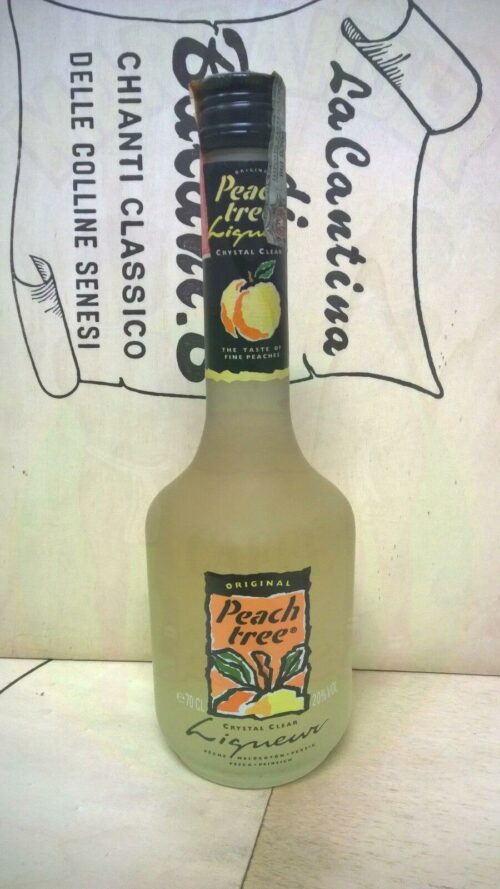 La Cantina
CHIANTI CLASSICO
DELLE COLLINE SENESI
ORIGINAL
Peach
tree
CRYSTAL CLEAR
THE TASTE OF
FINE PEACHES
ORIGINAL
Peach
tree®
e 70 CL 20% VOL
CRYSTAL CLEAR
Liqueur